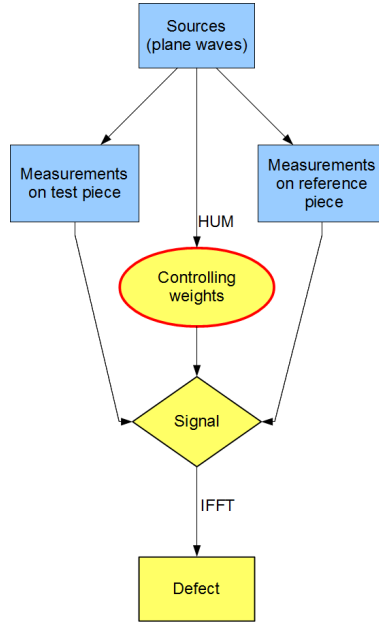 Sources
(plane waves)
Measurements
on test piece
Measurements
on reference
piece
HUM
Controlling
weights
Signal
IFFT
Defect